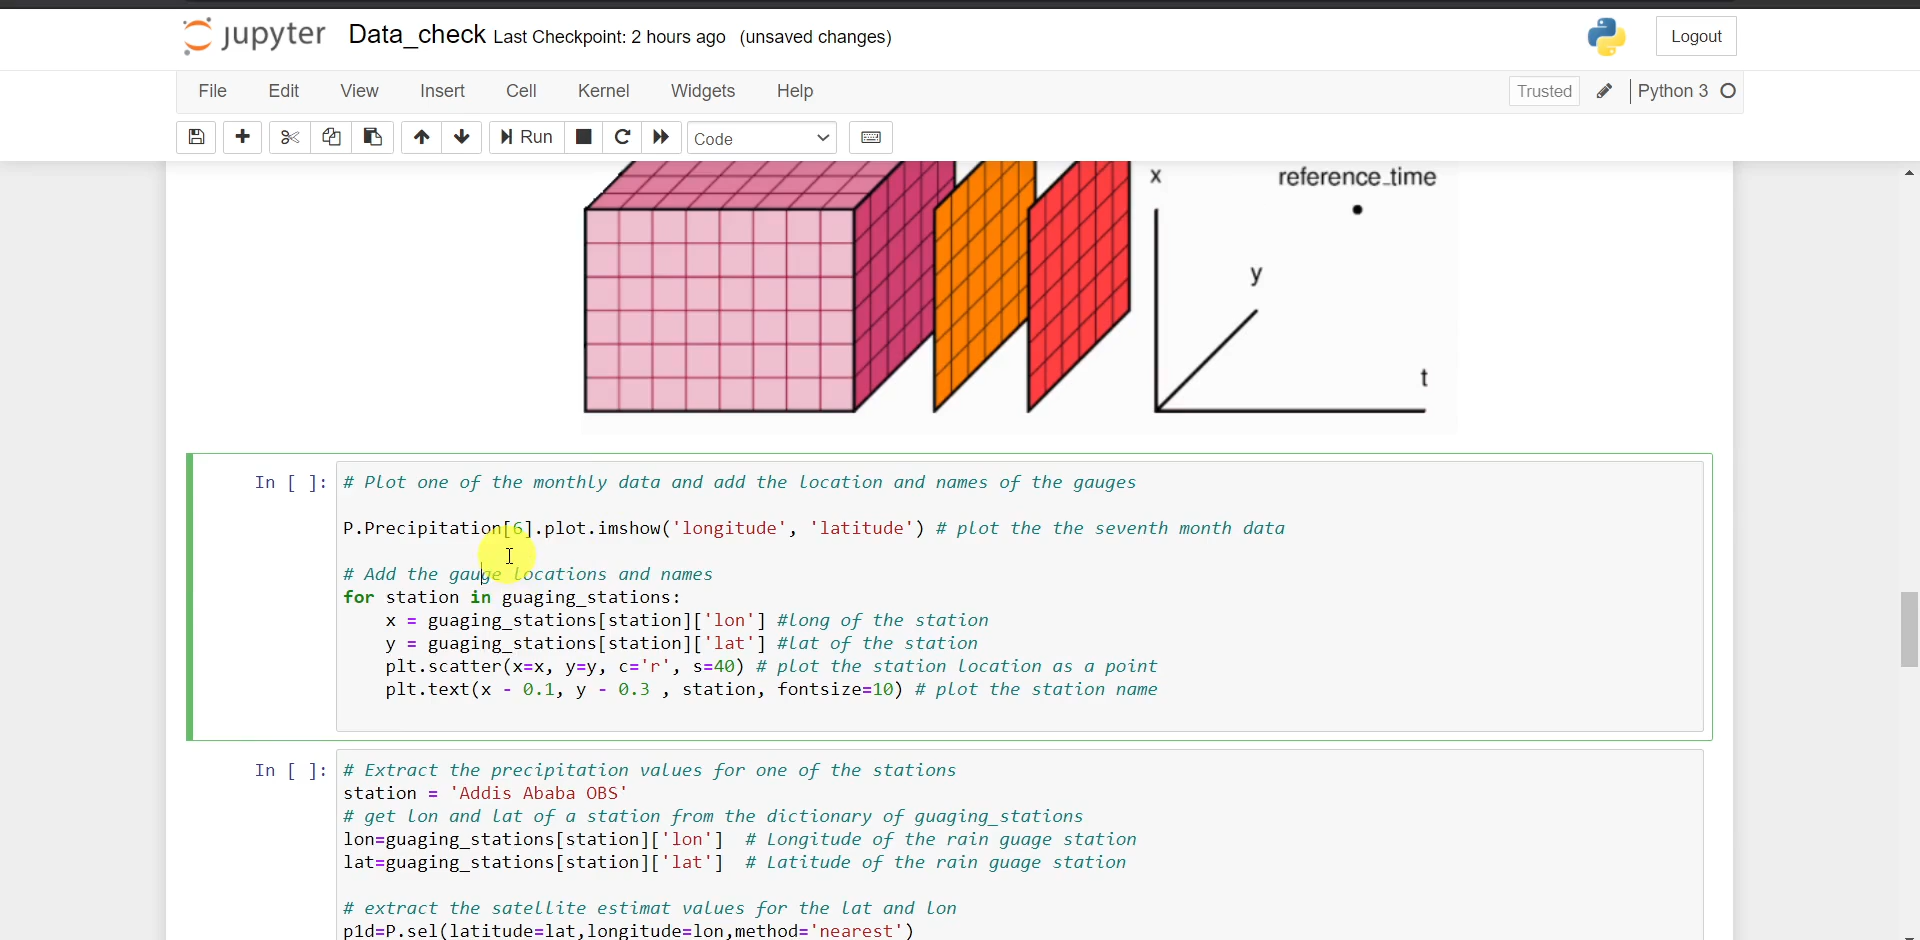 jupyter Data_check Last Checkpoint: 2 hours ago (unsaved changes) Logout
File Edit View Insert Cell Kernel Widgets Help Trusted Python 3
Run Code
x reference_time
y
t
In [ ]: # Plot one of the monthly data and add the location and names of the gauges
P.Precipitation[6].plot.imshow('longitude', 'latitude') # plot the the seventh month data
# Add the gauge locations and names
for station in guaging_stations:
    x = guaging_stations[station]['lon'] #long of the station
    y = guaging_stations[station]['lat'] #lat of the station
    plt.scatter(x=x, y=y, c='r', s=40) # plot the station location as a point
    plt.text(x - 0.1, y - 0.3 , station, fontsize=10) # plot the station name
In [ ]: # Extract the precipitation values for one of the stations
station = 'Addis Ababa OBS'
# get lon and lat of a station from the dictionary of guaging_stations
lon=guaging_stations[station]['lon']  # Longitude of the rain guage station
lat=guaging_stations[station]['lat']  # Latitude of the rain guage station
# extract the satellite estimat values for the lat and lon
p1d=P.sel(latitude=lat,longitude=lon,method='nearest')